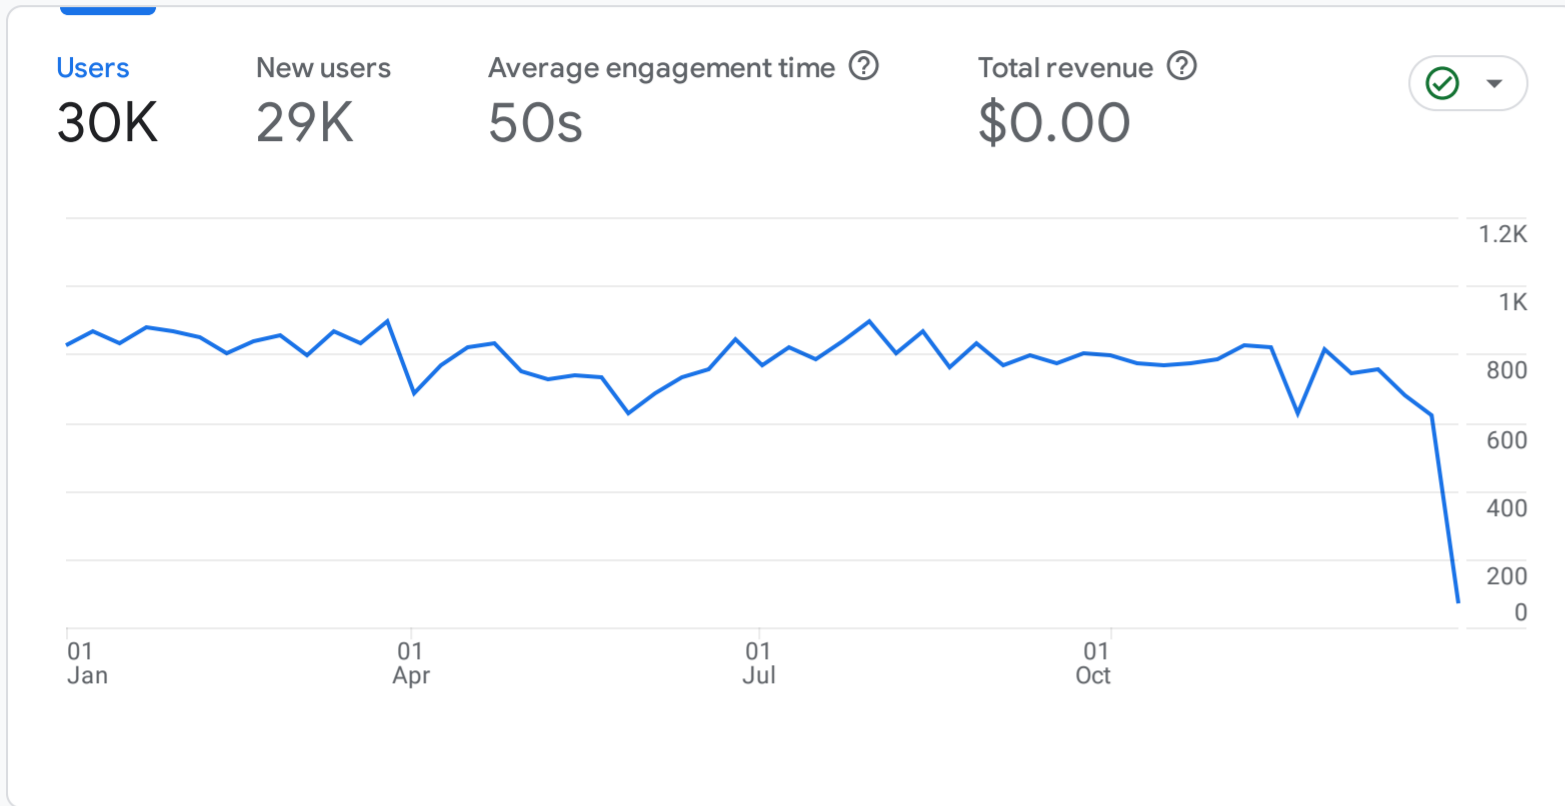 Users
30K
New users
29K
Average engagement time
50s
Total revenue
$0.00
1.2K
1K
800
600
400
200
0
01
Jan
01
Apr
01
Jul
01
Oct